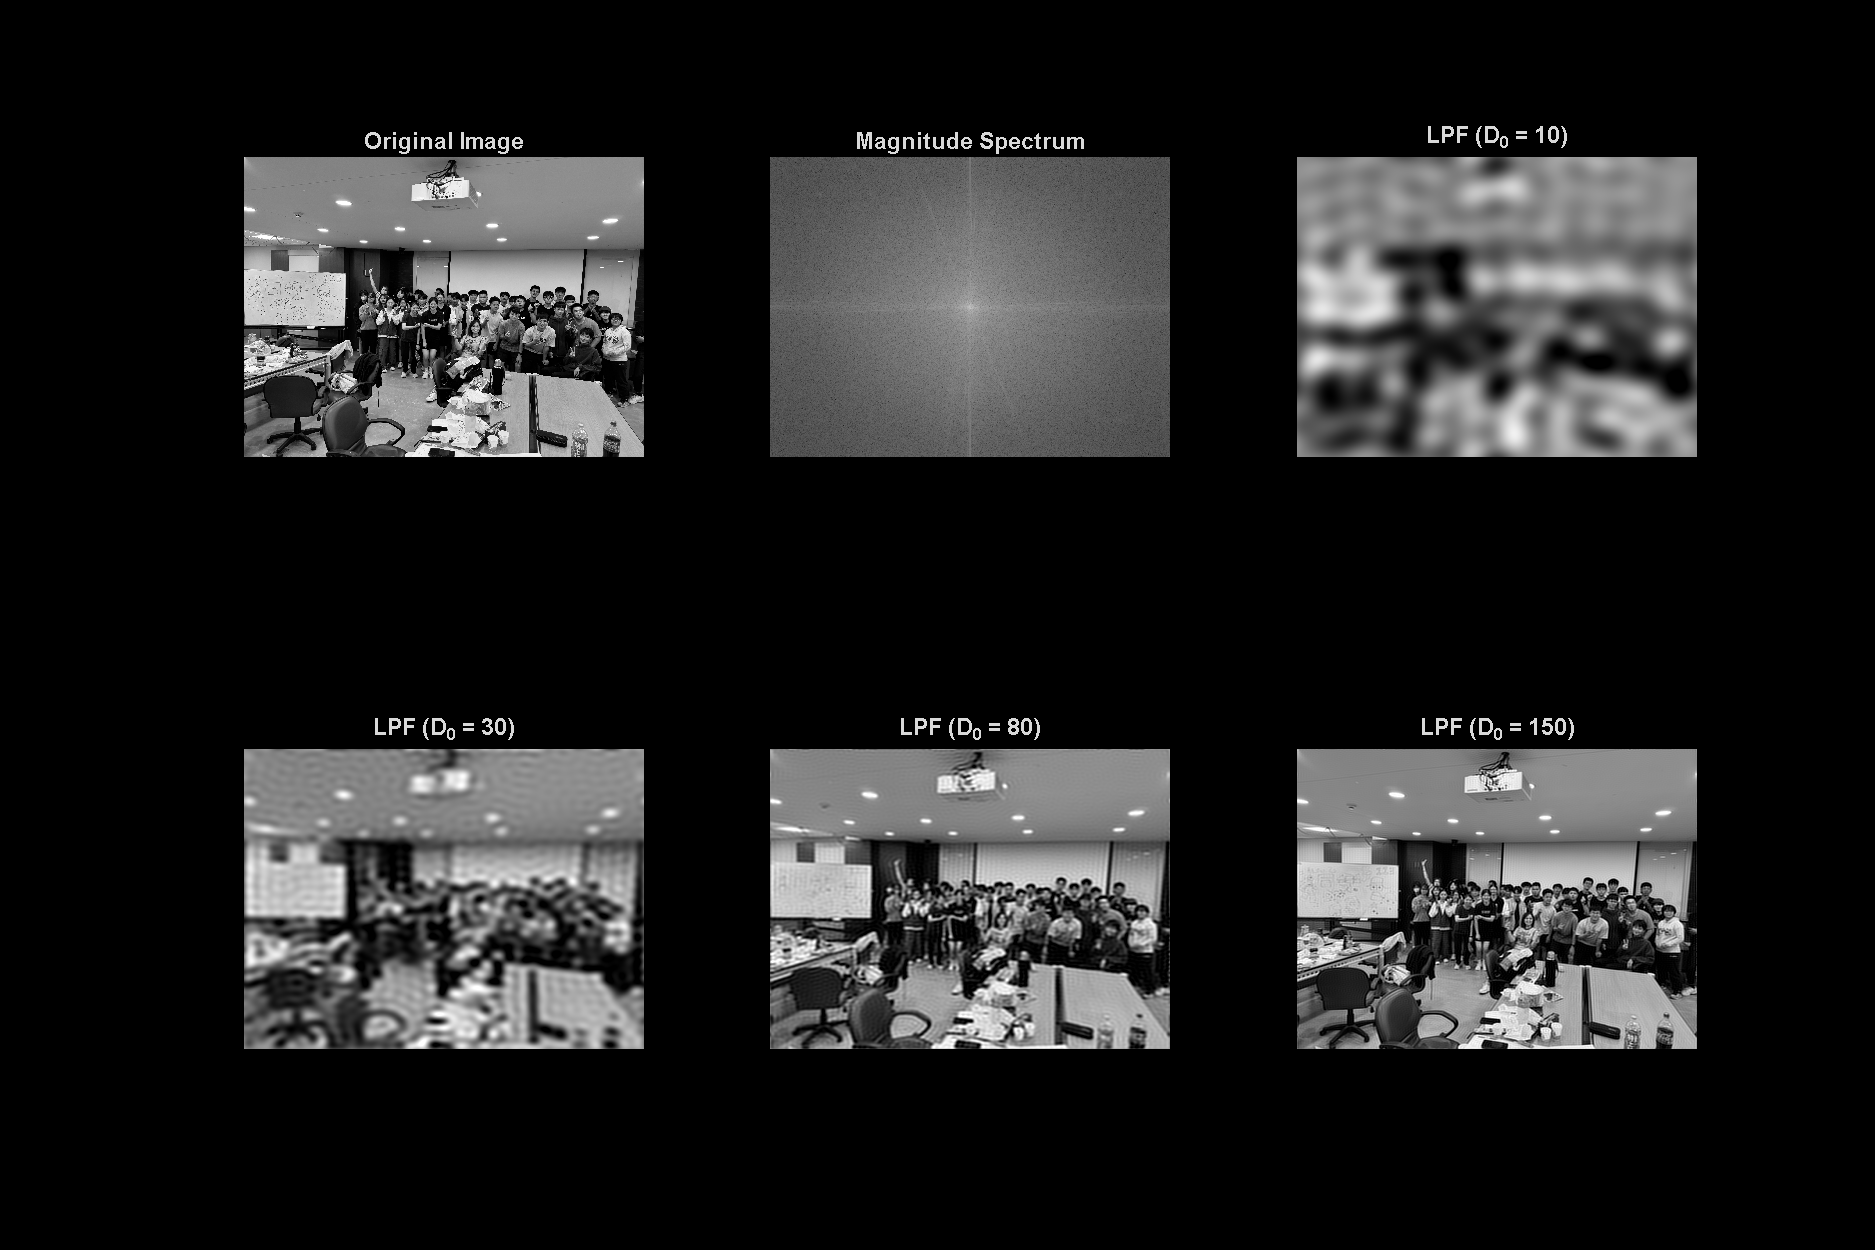 Original Image
Magnitude Spectrum
LPF (D₀ = 10)
LPF (D₀ = 30)
LPF (D₀ = 80)
LPF (D₀ = 150)